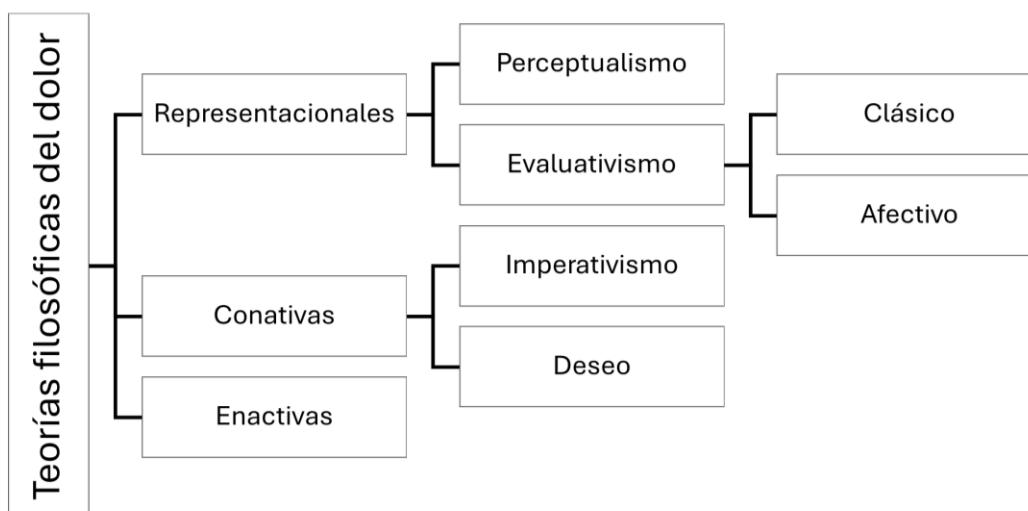 Teorías filosóficas del dolor
Representacionales
Perceptualismo
Evaluativismo
Clásico
Afectivo
Conativas
Imperativismo
Deseo
Enactivas